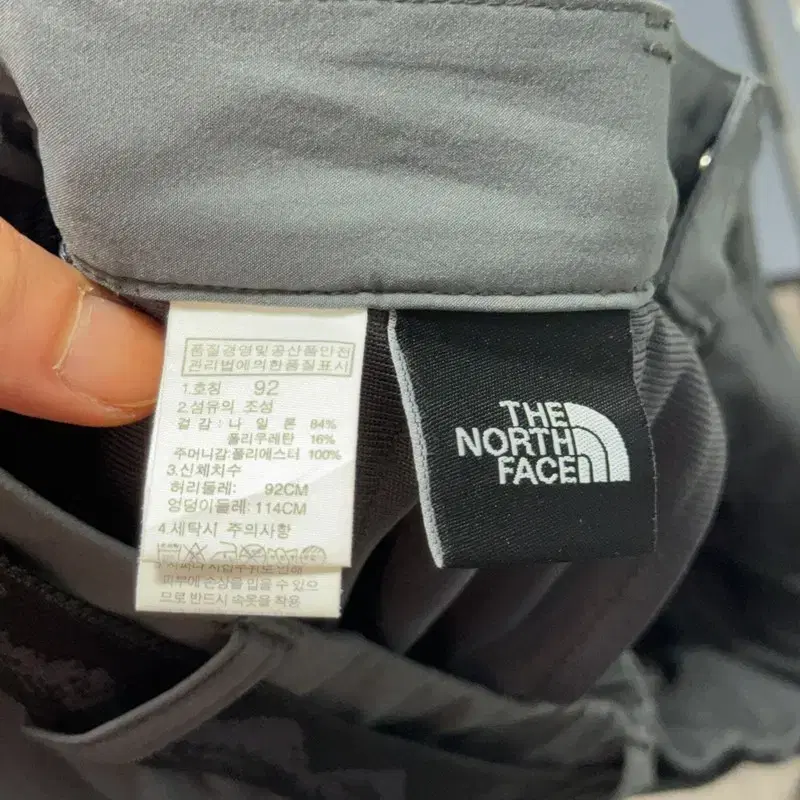 품질경영및공산품안전
관리법에의한품질표시
1.호칭 92
2.섬유의 조성
겉감:나일론 84%
폴리우레탄 16%
주머니감:폴리에스터 100%
3.신체치수
허리둘레: 92CM
엉덩이둘레: 114CM
4.세탁시 주의사항
피부에 손상을 입을 수 있으
므로 반드시 속옷을 착용
THE
NORTH
FACE